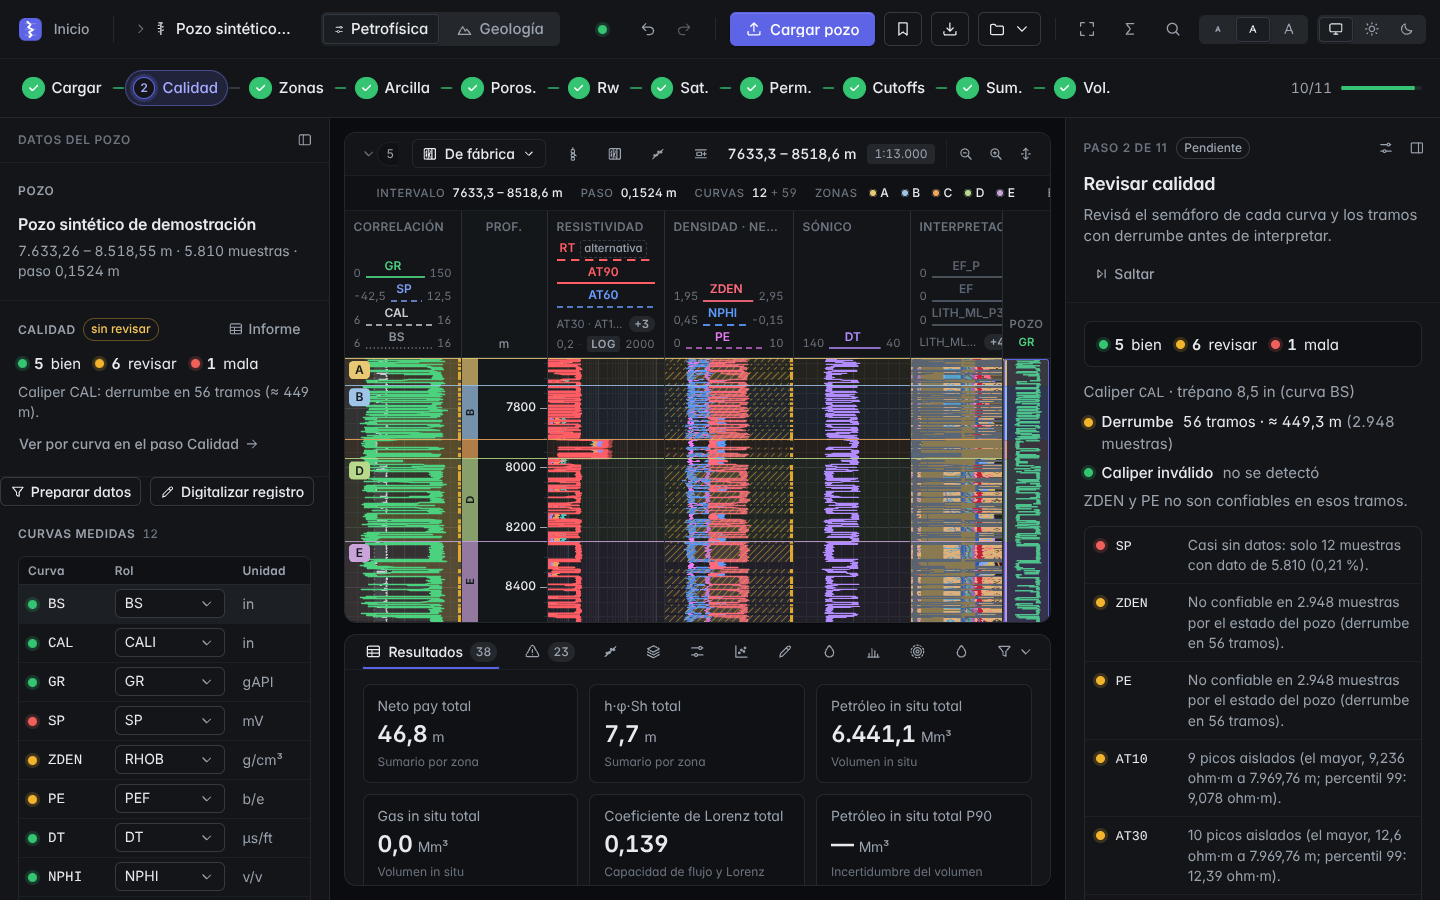 Inicio
Pozo sintético...
Petrofísica
Geología
Cargar pozo
A
A
A
Cargar
2 Calidad
Zonas
Arcilla
Poros.
Rw
Sat.
Perm.
Cutoffs
Sum.
Vol.
10/11
DATOS DEL POZO
POZO
Pozo sintético de demostración
7.633,26 – 8.518,55 m · 5.810 muestras ·
paso 0,1524 m
CALIDAD sin revisar Informe
5 bien 6 revisar 1 mala
Caliper CAL: derrumbe en 56 tramos (≈ 449
m).
Ver por curva en el paso Calidad →
Preparar datos Digitalizar registro
CURVAS MEDIDAS 12
Curva Rol Unidad
BS BS in
CAL CALI in
GR GR gAPI
SP SP mV
ZDEN RHOB g/cm³
PE PEF b/e
DT DT µs/ft
NPHI NPHI v/v
5
De fábrica
7633,3 – 8518,6 m
1:13.000
INTERVALO 7633,3 – 8518,6 m PASO 0,1524 m CURVAS 12 + 59 ZONAS A B C D E
CORRELACIÓN
0 GR 150
-42,5 SP 12,5
6 CAL 16
6 BS 16
PROF.
m
RESISTIVIDAD
RT alternativa
AT90
AT60
AT30 · AT1... +3
0,2 LOG 2000
DENSIDAD · NE...
1,95 ZDEN 2,95
0,45 NPHI -0,15
0 PE 10
SÓNICO
140 DT 40
INTERPRETAC
0 EF_P
0 EF
0 LITH_ML_P3
LITH_ML... +4
POZO
GR
A
B
D
E
B
D
E
7800
8000
8200
8400
Resultados 38
23
Neto pay total
46,8 m
Sumario por zona
h·φ·Sh total
7,7 m
Sumario por zona
Petróleo in situ total
6.441,1 Mm³
Volumen in situ
Gas in situ total
0,0 Mm³
Volumen in situ
Coeficiente de Lorenz total
0,139
Capacidad de flujo y Lorenz
Petróleo in situ total P90
— Mm³
Incertidumbre del volumen
PASO 2 DE 11 Pendiente
Revisar calidad
Revisá el semáforo de cada curva y los tramos
con derrumbe antes de interpretar.
Saltar
5 bien 6 revisar 1 mala
Caliper CAL · trépano 8,5 in (curva BS)
Derrumbe 56 tramos · ≈ 449,3 m (2.948
muestras)
Caliper inválido no se detectó
ZDEN y PE no son confiables en esos tramos.
SP Casi sin datos: solo 12 muestras
con dato de 5.810 (0,21 %).
ZDEN No confiable en 2.948 muestras
por el estado del pozo (derrumbe
en 56 tramos).
PE No confiable en 2.948 muestras
por el estado del pozo (derrumbe
en 56 tramos).
AT10 9 picos aislados (el mayor, 9,236
ohm·m a 7.969,76 m; percentil 99:
9,078 ohm·m).
AT30 10 picos aislados (el mayor, 12,6
ohm·m a 7.969,76 m; percentil 99:
12,39 ohm·m).